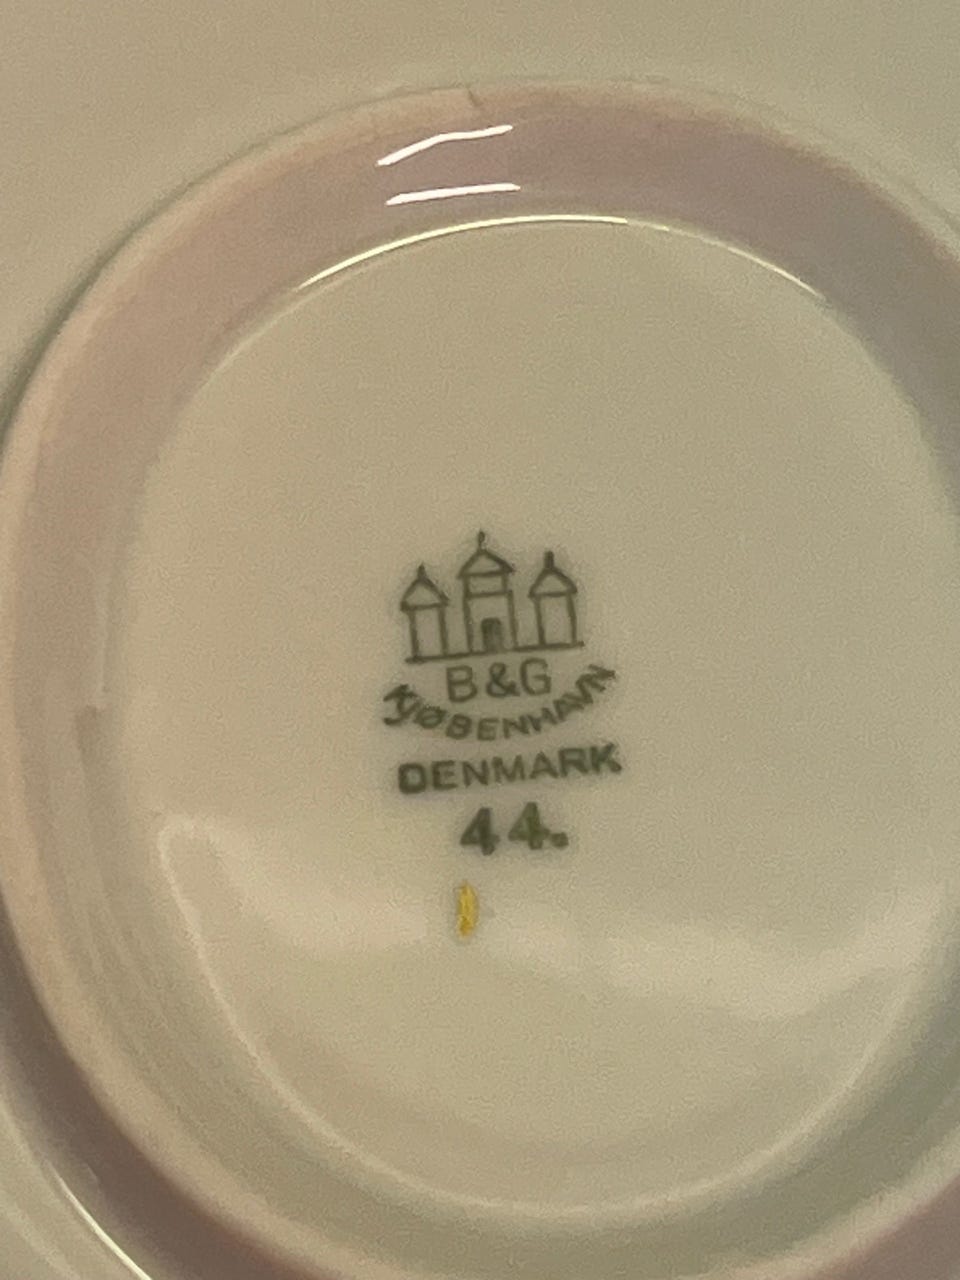 B&G
KJØBENHAVN
DENMARK
44.